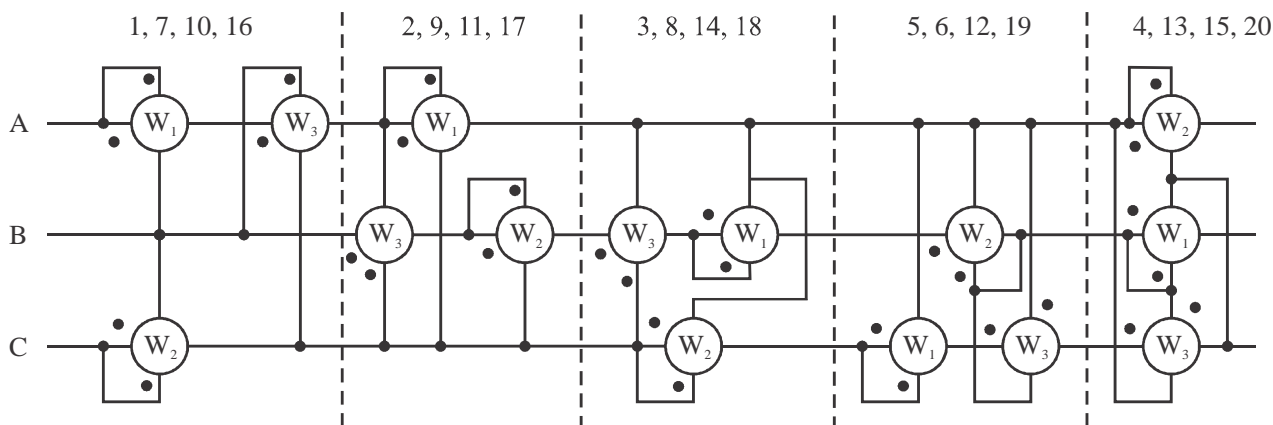 1, 7, 10, 16
2, 9, 11, 17
3, 8, 14, 18
5, 6, 12, 19
4, 13, 15, 20
A W₁ W₃ W₁ W₂
B W₃ W₂ W₃ W₁ W₂ W₁
C W₂ W₂ W₁ W₃ W₃